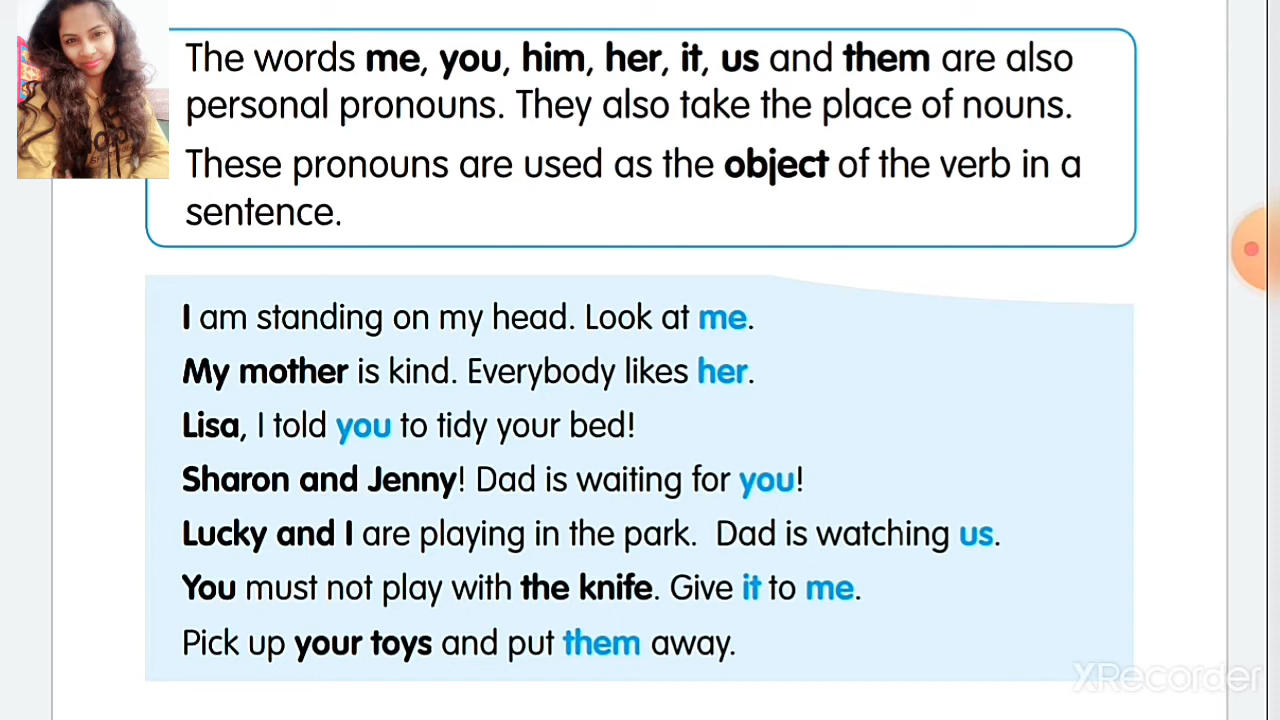 The words me, you, him, her, it, us and them are also
personal pronouns. They also take the place of nouns.
These pronouns are used as the object of the verb in a
sentence.
I am standing on my head. Look at me.
My mother is kind. Everybody likes her.
Lisa, I told you to tidy your bed!
Sharon and Jenny! Dad is waiting for you!
Lucky and I are playing in the park. Dad is watching us.
You must not play with the knife. Give it to me.
Pick up your toys and put them away.
XRecorder